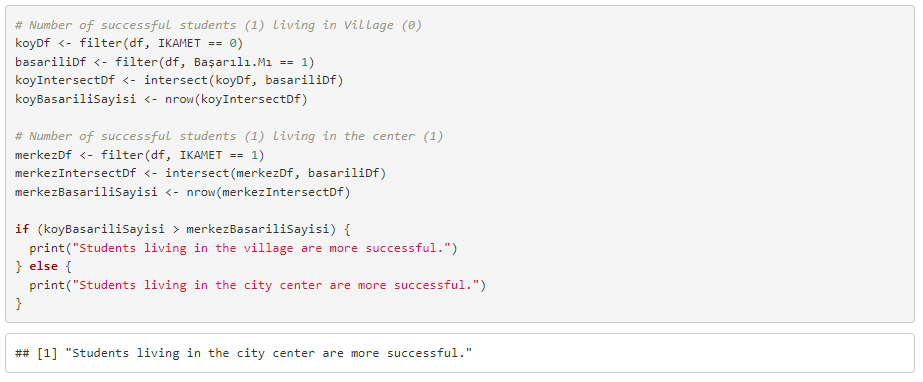 # Number of successful students (1) living in Village (0)
koyDf <- filter(df, IKAMET == 0)
basariliDf <- filter(df, Başarılı.Mı == 1)
koyIntersectDf <- intersect(koyDf, basariliDf)
koyBasariliSayisi <- nrow(koyIntersectDf)
# Number of successful students (1) living in the center (1)
merkezDf <- filter(df, IKAMET == 1)
merkezIntersectDf <- intersect(merkezDf, basariliDf)
merkezBasariliSayisi <- nrow(merkezIntersectDf)
if (koyBasariliSayisi > merkezBasariliSayisi) {
  print("Students living in the village are more successful.")
} else {
  print("Students living in the city center are more successful.")
}
## [1] "Students living in the city center are more successful."